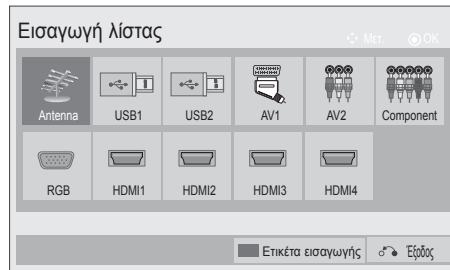 Εισαγωγή λίστας
Μετ. OK
Antenna USB1 USB2 AV1 AV2 Component
RGB HDMI1 HDMI2 HDMI3 HDMI4
Ετικέτα εισαγωγής Έξοδος